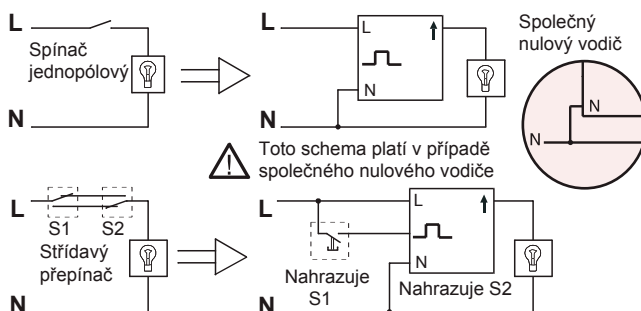 L
Spínač
jednopólový
N
L
N
L
N
Společný
nulový vodič
N
N
Toto schema platí v případě
společného nulového vodiče
L
S1 S2
Střídavý
přepínač
N
L
N
L
N
Nahrazuje
S1
Nahrazuje S2